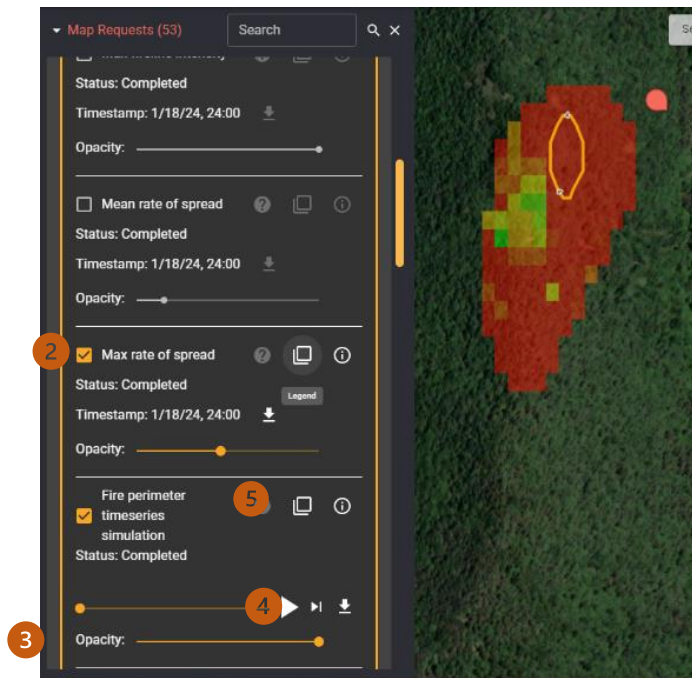 Map Requests (53)
Search
Status: Completed
Timestamp: 1/18/24, 24:00
Opacity:
Mean rate of spread
Status: Completed
Timestamp: 1/18/24, 24:00
Opacity:
2
Max rate of spread
Status: Completed
Legend
Timestamp: 1/18/24, 24:00
Opacity:
Fire perimeter
timeseries
simulation
5
Status: Completed
4
3
Opacity: